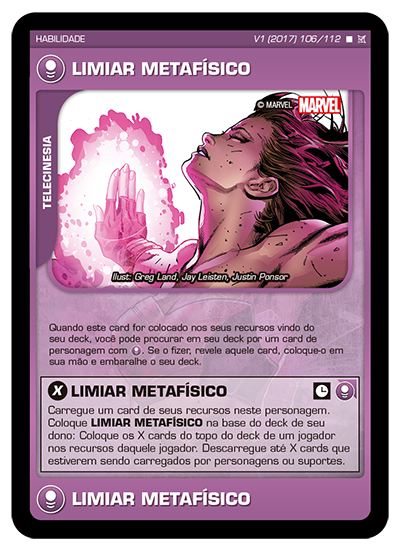 HABILIDADE
V1 (2017) 106/112
LIMIAR METAFÍSICO
© MARVEL MARVEL
TELECINESIA
Ilust: Greg Land, Jay Leisten, Justin Ponsor
Quando este card for colocado nos seus recursos vindo do
seu deck, você pode procurar em seu deck por um card de
personagem com . Se o fizer, revele aquele card, coloque-o em
sua mão e embaralhe o seu deck.
X LIMIAR METAFÍSICO
Carregue um card de seus recursos neste personagem.
Coloque LIMIAR METAFÍSICO na base do deck de seu
dono: Coloque os X cards do topo do deck de um jogador
nos recursos daquele jogador. Descarregue até X cards que
estiverem sendo carregados por personagens ou suportes.
LIMIAR METAFÍSICO